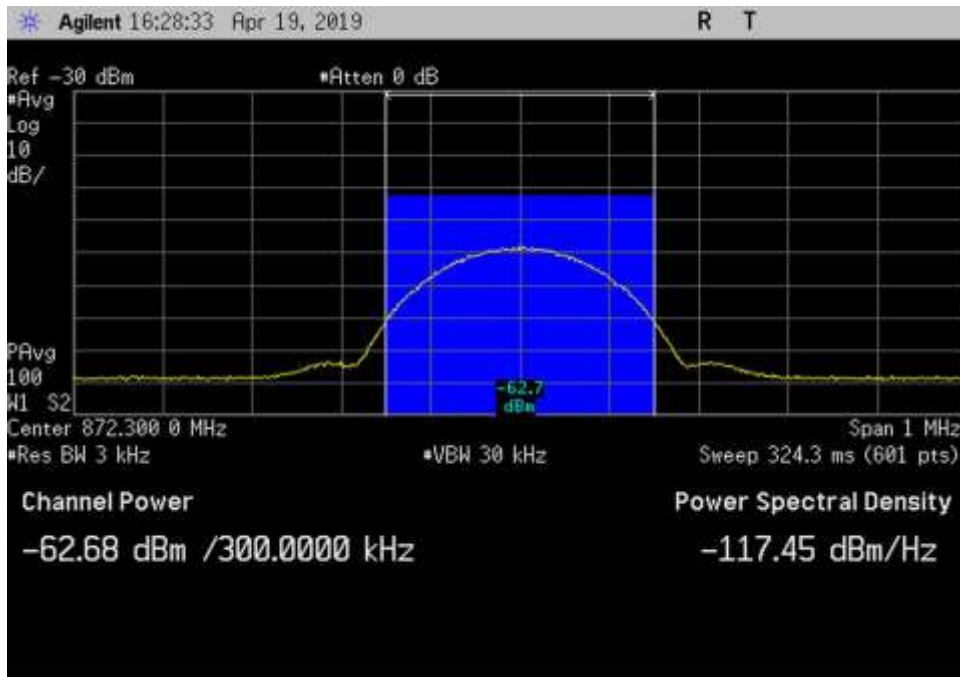 Agilent 16:28:33 Apr 19, 2019 R T
Ref -30 dBm #Atten 0 dB
#Avg
Log
10
dB/
PAvg
100
W1 S2
-62.7
dBm
Center 872.300 0 MHz Span 1 MHz
#Res BW 3 kHz #VBW 30 kHz Sweep 324.3 ms (601 pts)
Channel Power Power Spectral Density
-62.68 dBm /300.0000 kHz -117.45 dBm/Hz